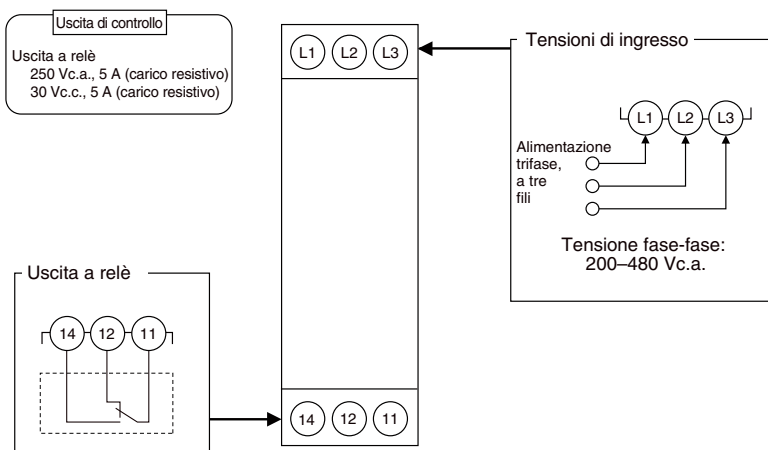 Uscita di controllo
Uscita a relè
250 Vc.a., 5 A (carico resistivo)
30 Vc.c., 5 A (carico resistivo)
L1 L2 L3
Tensioni di ingresso
L1 L2 L3
Alimentazione
trifase,
a tre
fili
Tensione fase-fase:
200–480 Vc.a.
Uscita a relè
14 12 11
14 12 11